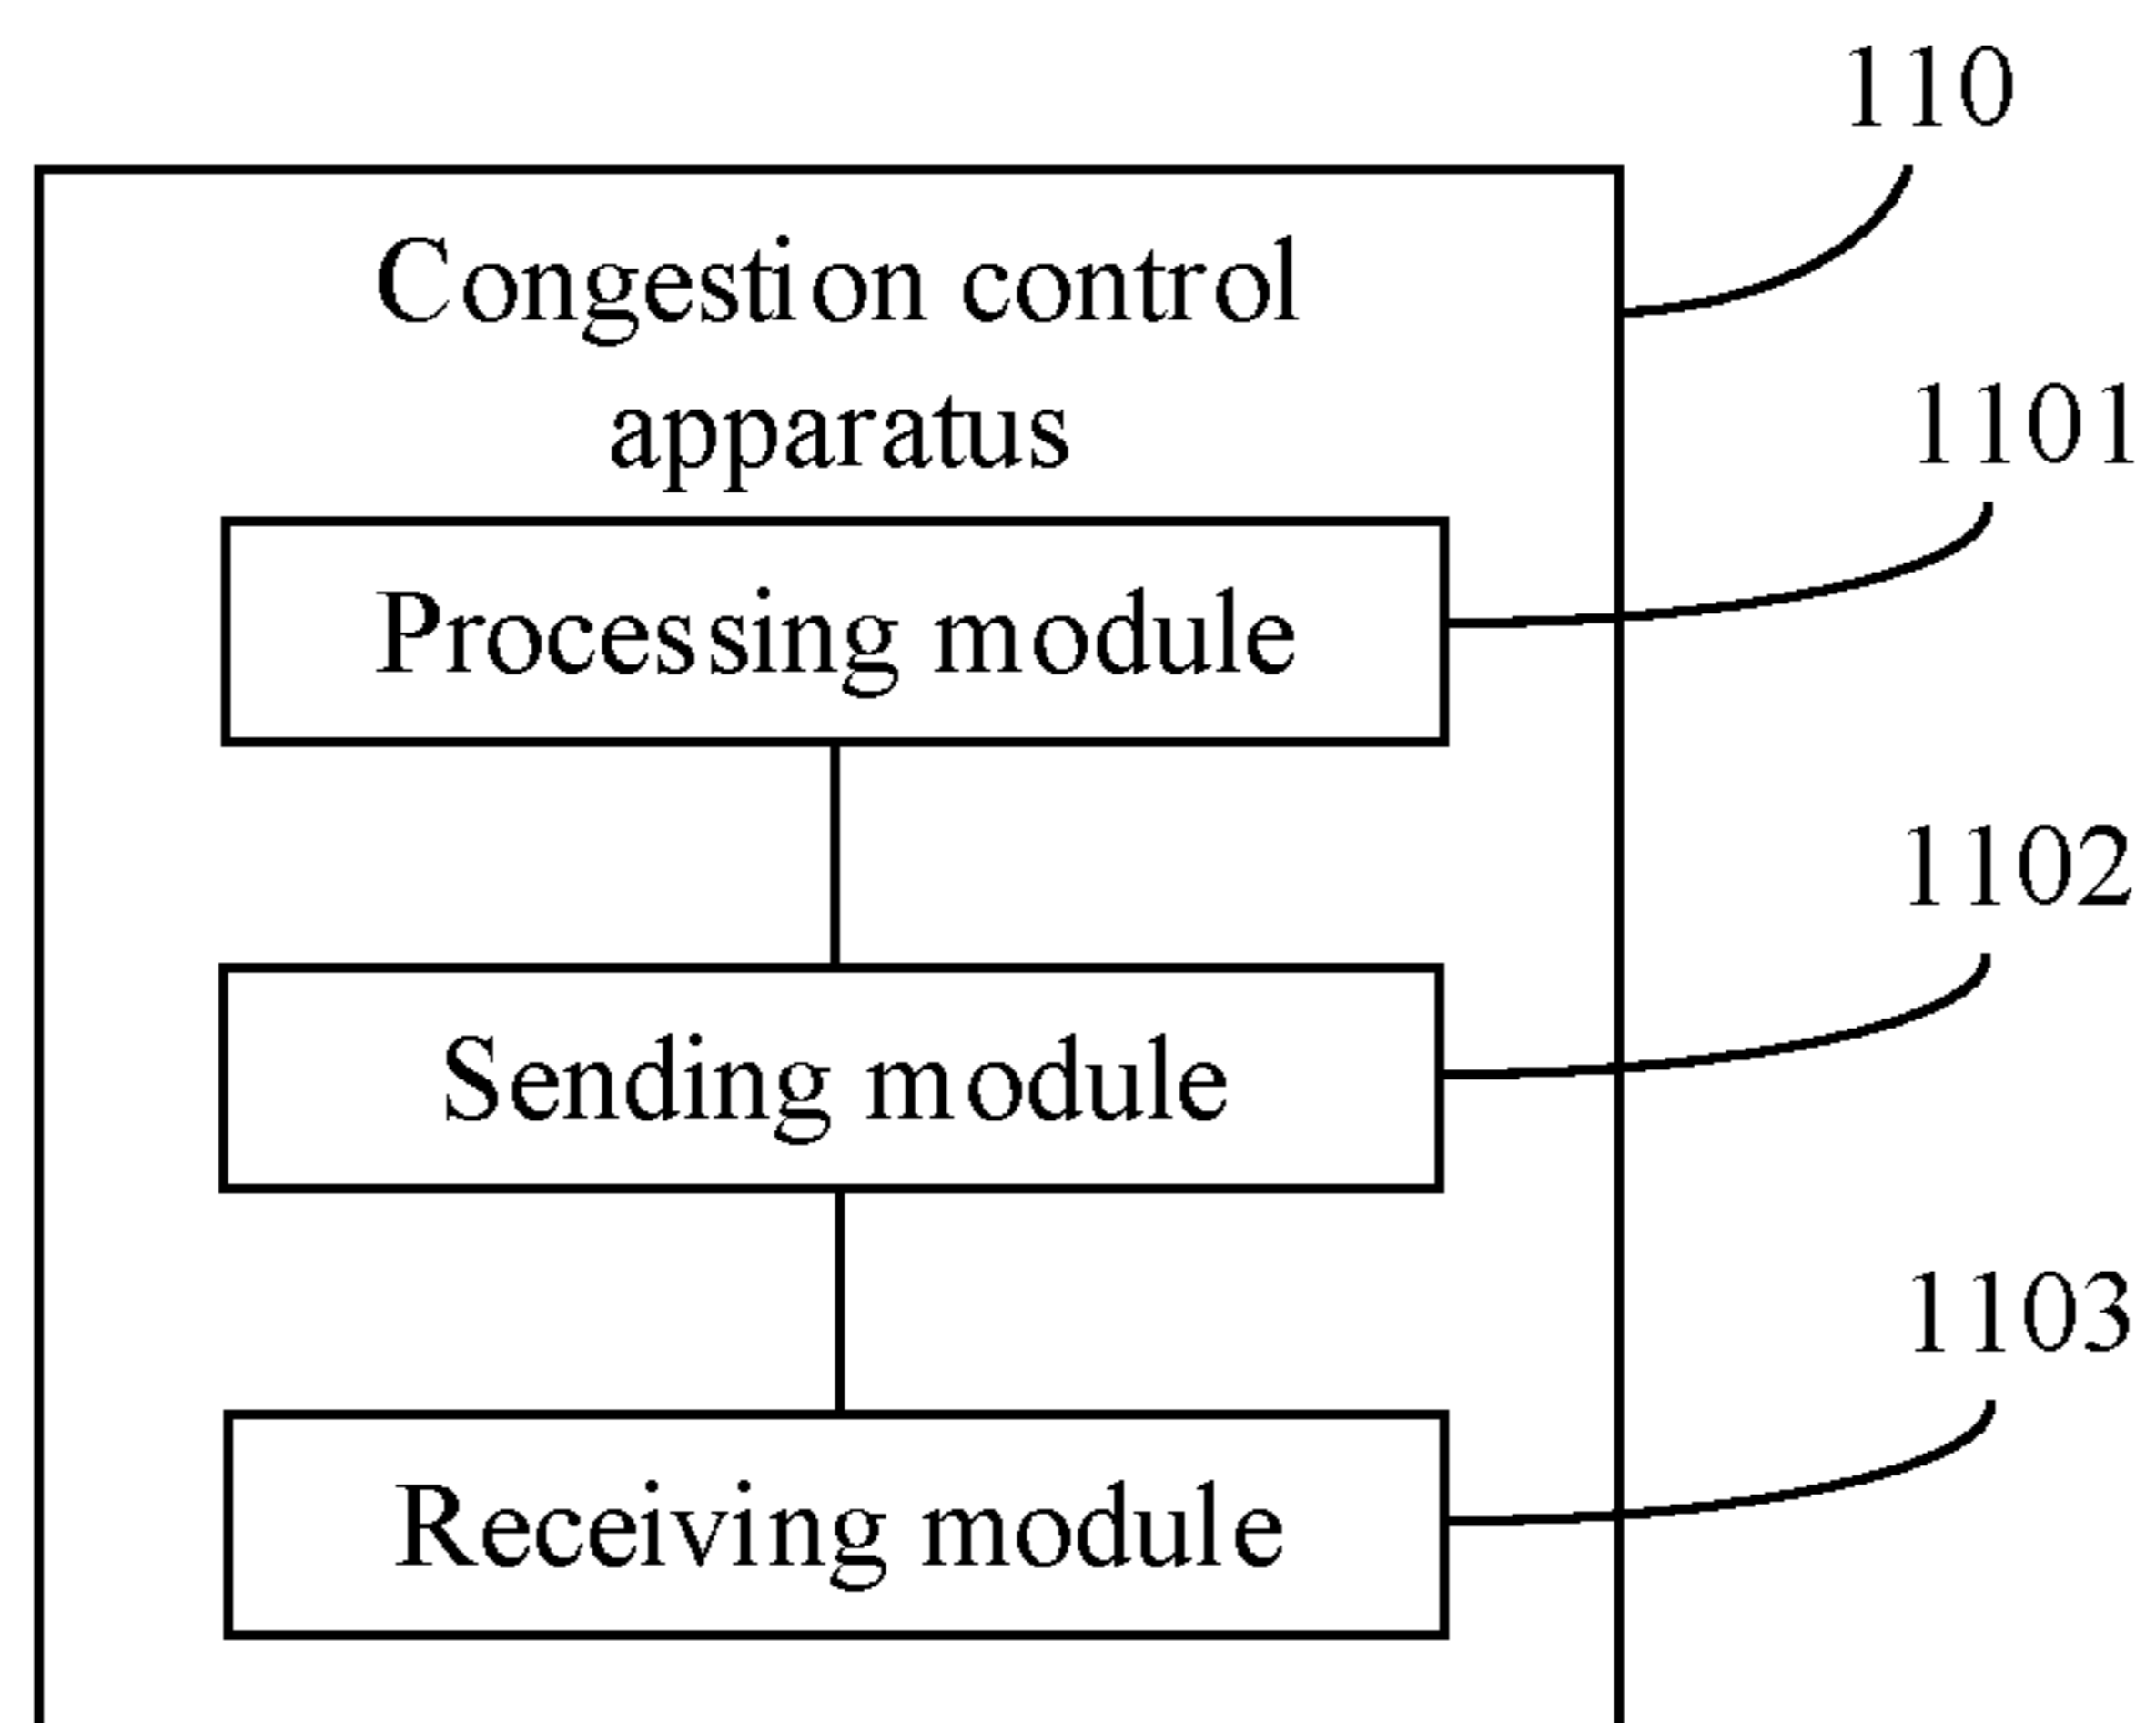 110
Congestion control
apparatus
1101
Processing module
1102
Sending module
1103
Receiving module